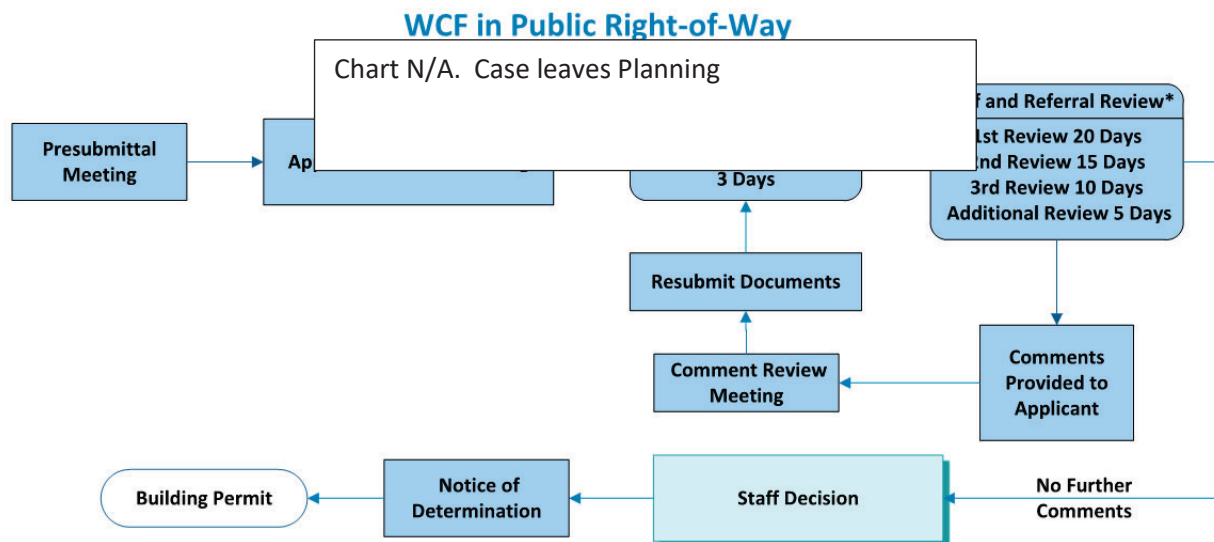 WCF in Public Right-of-Way
Chart N/A. Case leaves Planning
Presubmittal
Meeting
and Referral Review*
1st Review 20 Days
2nd Review 15 Days
3rd Review 10 Days
Additional Review 5 Days
3 Days
Resubmit Documents
Comment Review
Meeting
Comments
Provided to
Applicant
Building Permit
Notice of
Determination
Staff Decision
No Further
Comments